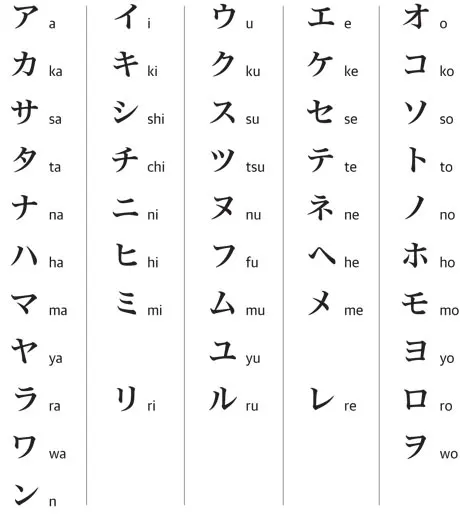 ア a イ i ウ u エ e オ o
カ ka キ ki ク ku ケ ke コ ko
サ sa シ shi ス su セ se ソ so
タ ta チ chi ツ tsu テ te ト to
ナ na ニ ni ヌ nu ネ ne ノ no
ハ ha ヒ hi フ fu ヘ he ホ ho
マ ma ミ mi ム mu メ me モ mo
ヤ ya ユ yu ヨ yo
ラ ra リ ri ル ru レ re ロ ro
ワ wa ヲ wo
ン n